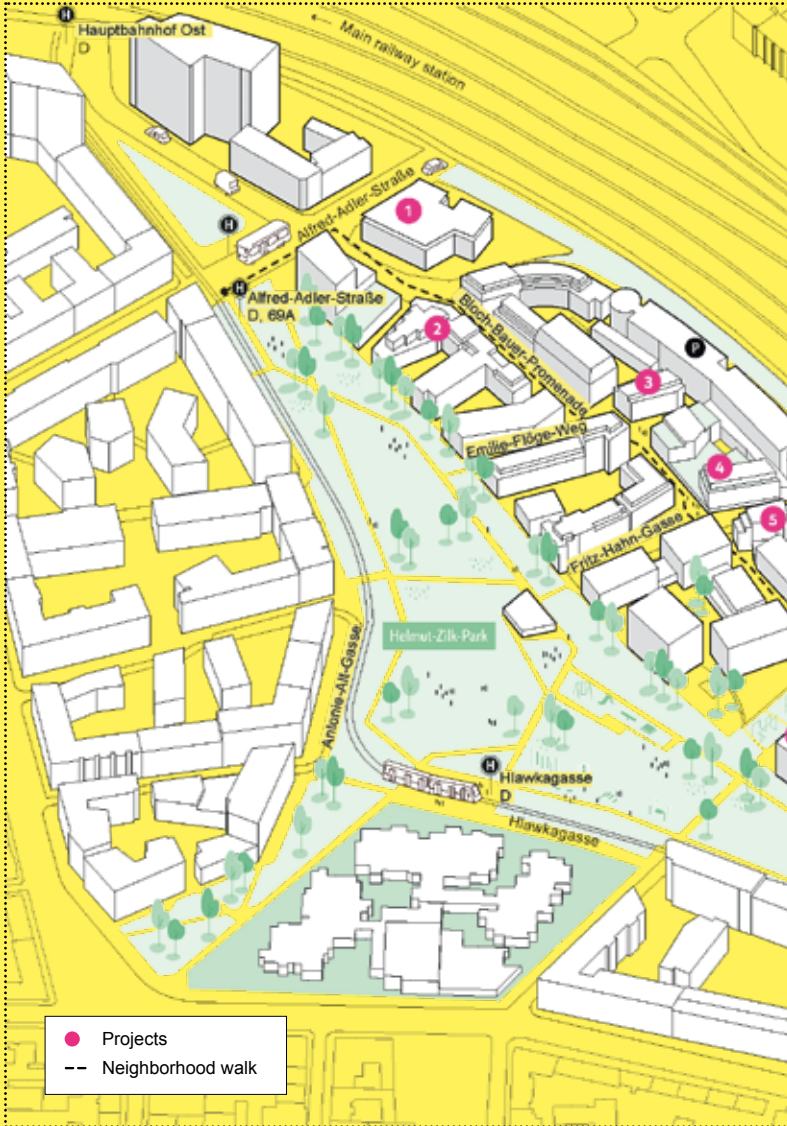 H
Hauptbahnhof Ost
D
← Main railway station
Alfred-Adler-Straße
1
H
H
Alfred-Adler-Straße
D, 69A
Bloch-Bauer-Promenade
2
P
3
Emilie-Flöge-Weg
4
5
Fritz-Hahn-Gasse
Helmut-Zilk-Park
Antonie-Alt-Gasse
H
Hlawkagasse
D
Hlawkagasse
Projects
Neighborhood walk